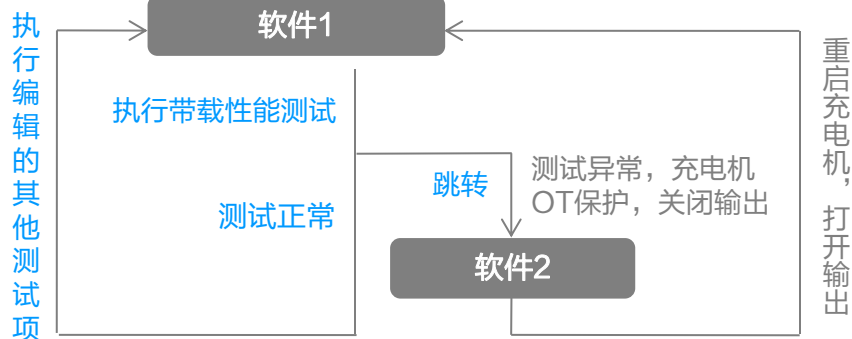 执行编辑的其他测试项
软件1
执行带载性能测试
测试正常
跳转
测试异常，充电机
OT保护，关闭输出
软件2
重启充电机，打开输出